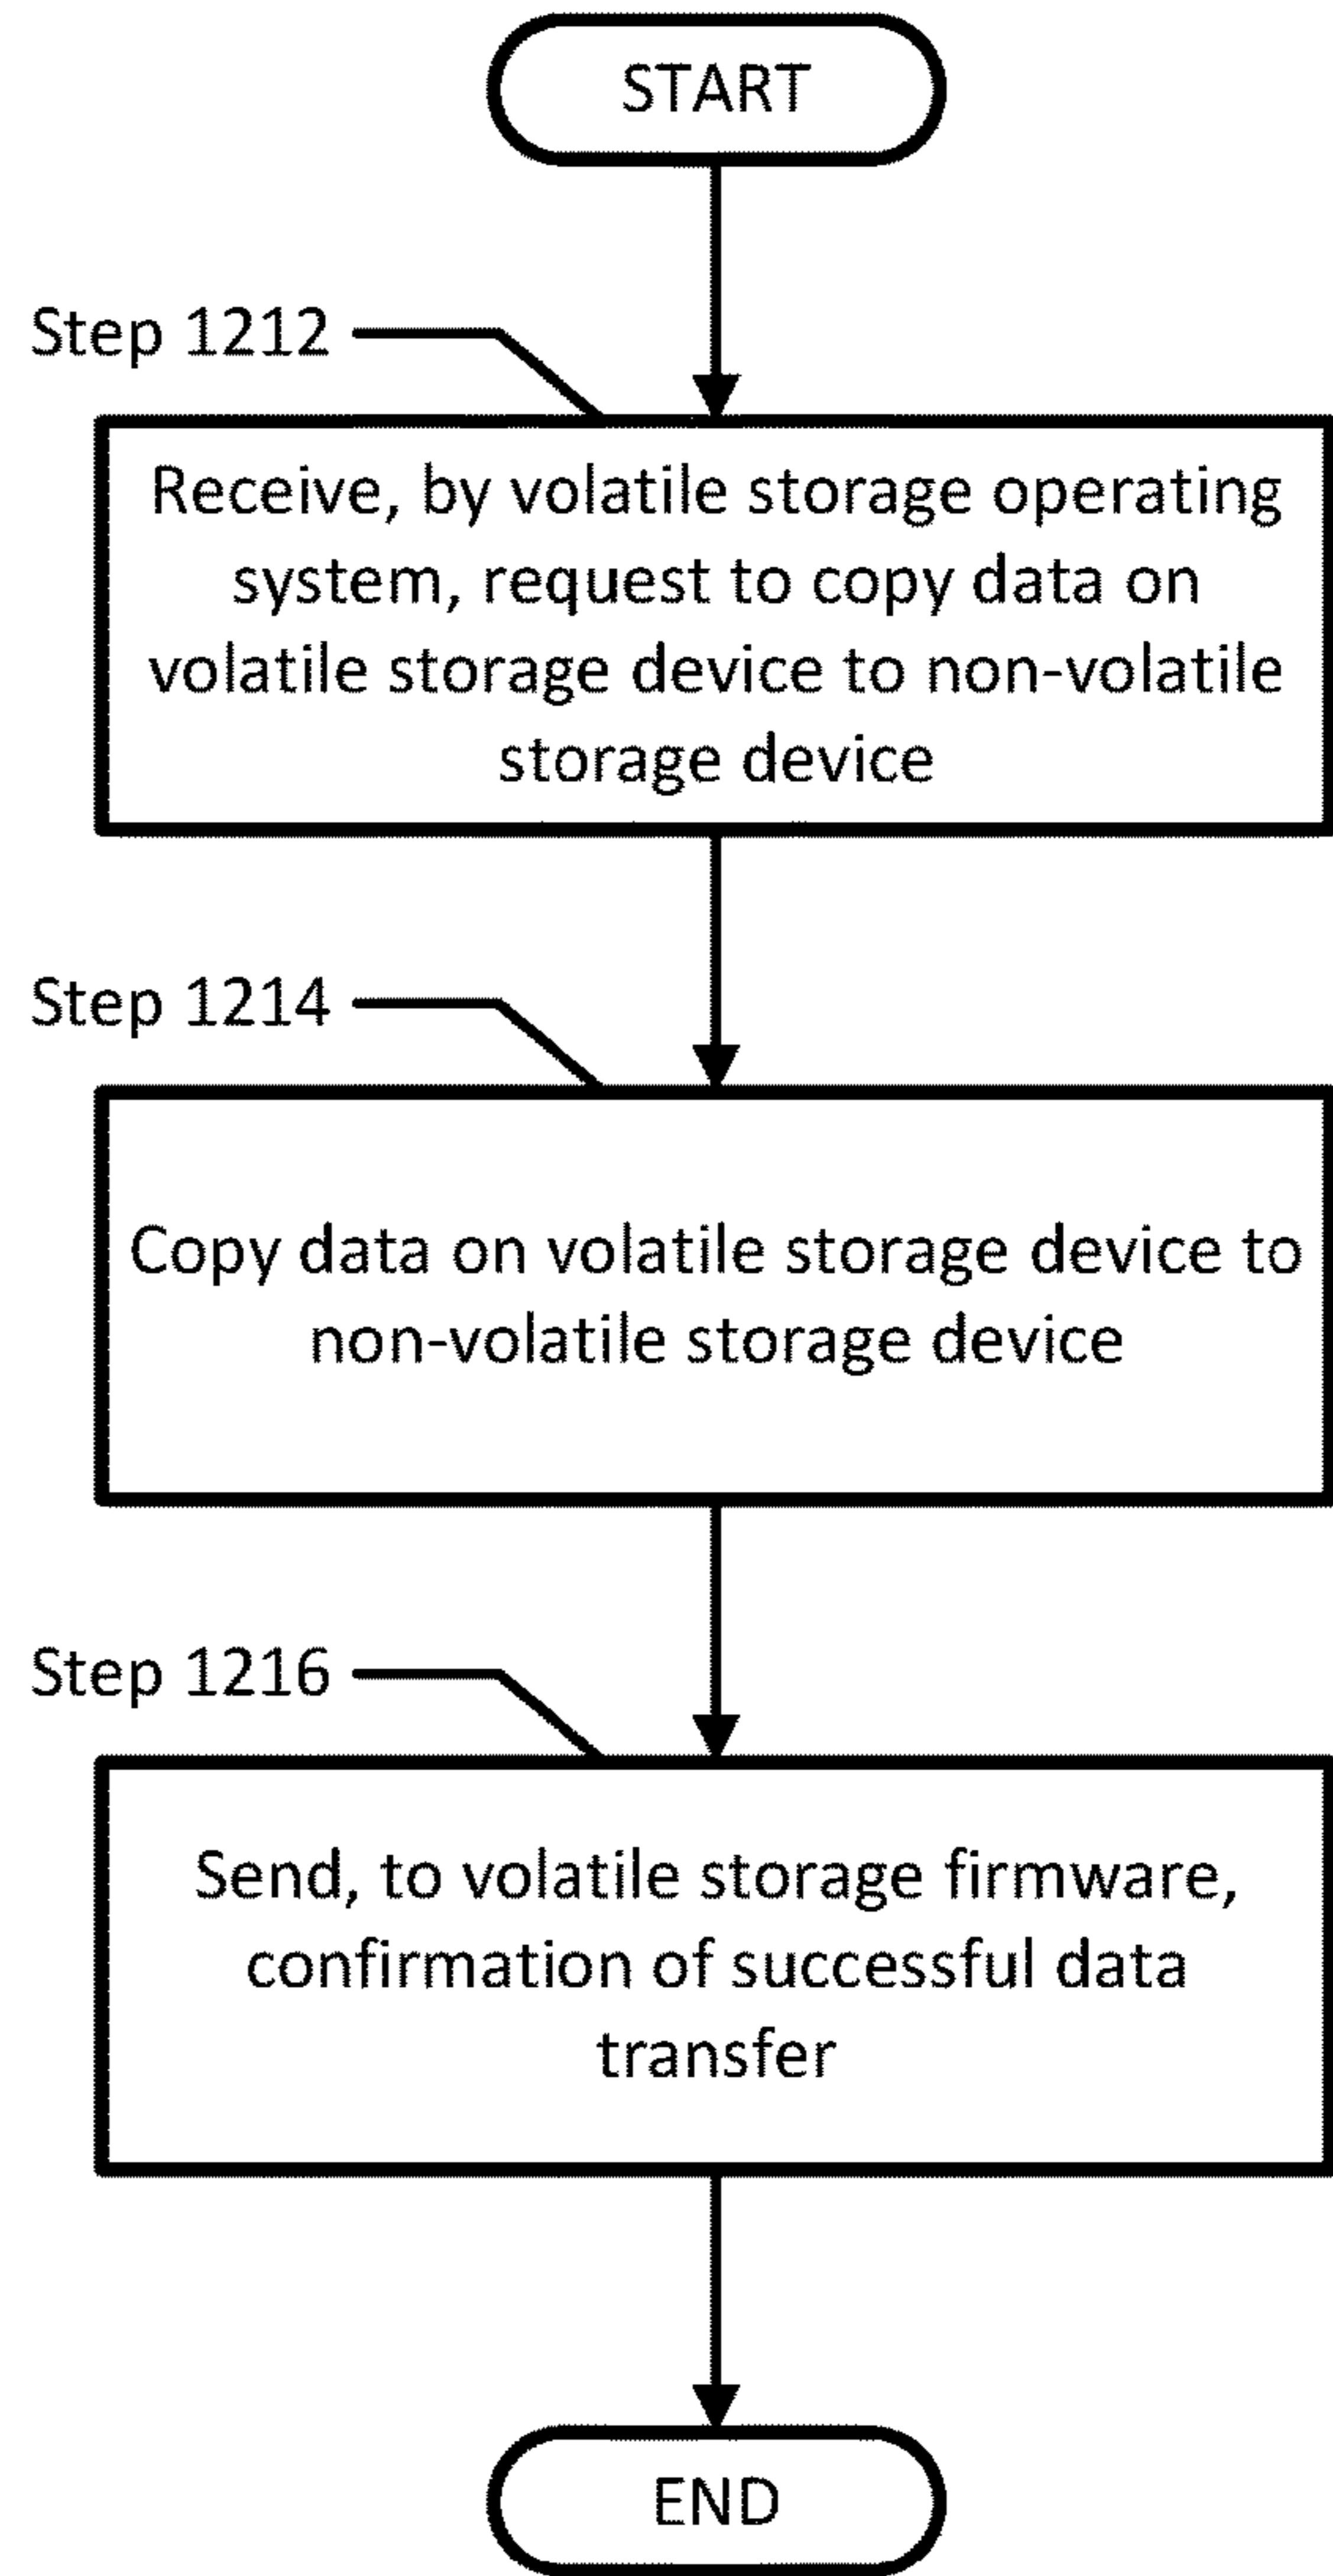 START
Step 1212
Receive, by volatile storage operating
system, request to copy data on
volatile storage device to non-volatile
storage device
Step 1214
Copy data on volatile storage device to
non-volatile storage device
Step 1216
Send, to volatile storage firmware,
confirmation of successful data
transfer
END